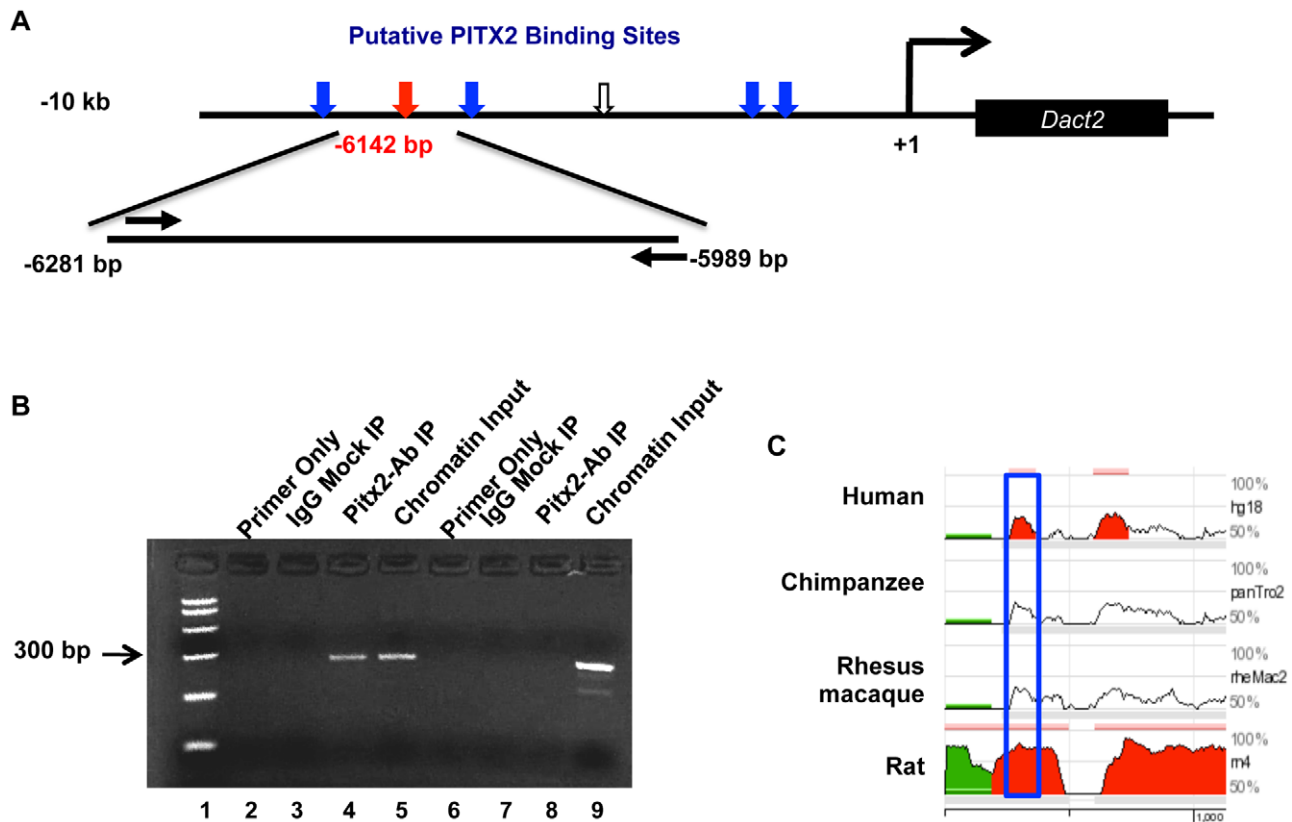 A
Putative PITX2 Binding Sites
-10 kb
-6142 bp
+1
Dact2
-6281 bp
-5989 bp
B
Primer Only
IgG Mock IP
Pitx2-Ab IP
Chromatin Input
Primer Only
IgG Mock IP
Pitx2-Ab IP
Chromatin Input
300 bp
1 2 3 4 5 6 7 8 9
C
Human
100%
hg18
50%
Chimpanzee
100%
panTro2
50%
Rhesus
macaque
100%
rheMac2
50%
Rat
100%
rn4
50%
1,000